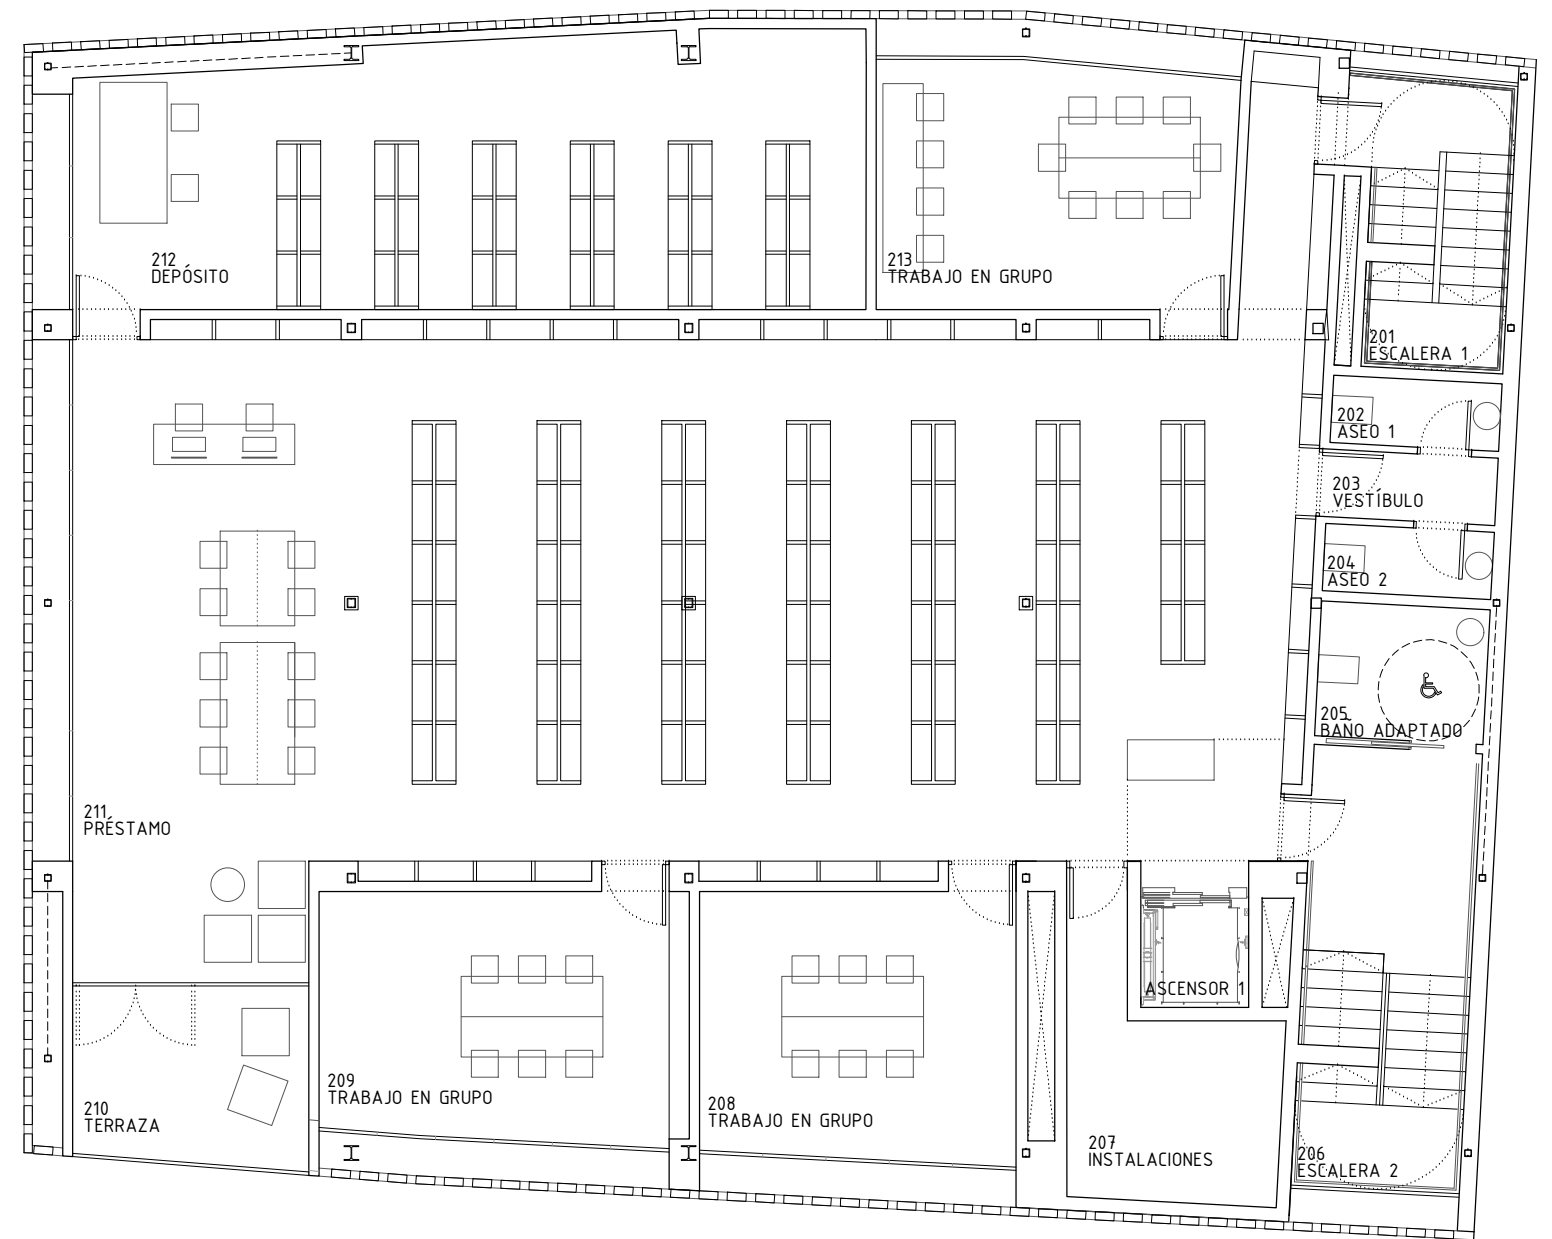 212
DEPÓSITO
213
TRABAJO EN GRUPO
201
ESCALERA 1
202
ASEO 1
203
VESTÍBULO
204
ASEO 2
205
BAÑO ADAPTADO
211
PRÉSTAMO
ASCENSOR 1
209
TRABAJO EN GRUPO
208
TRABAJO EN GRUPO
210
TERRAZA
207
INSTALACIONES
206
ESCALERA 2